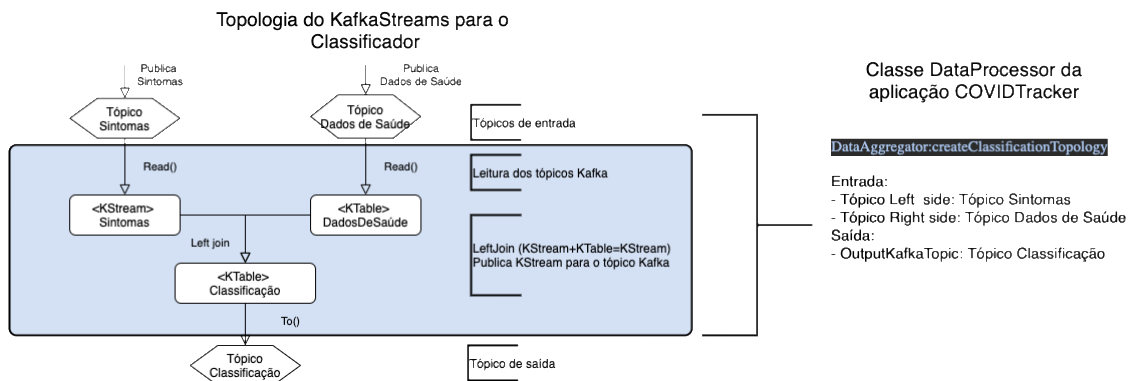 Topologia do KafkaStreams para o
Classificador
Publica
Sintomas
Publica
Dados de Saúde
Tópico
Sintomas
Tópico
Dados de Saúde
Tópicos de entrada
Read()
Read()
Leitura dos tópicos Kafka
<KStream>
Sintomas
<KTable>
DadosDeSaúde
Left join
LeftJoin (KStream+KTable=KStream)
Publica KStream para o tópico Kafka
<KTable>
Classificação
To()
Tópico
Classificação
Tópico de saída
Classe DataProcessor da
aplicação COVIDTracker
DataAggregator:createClassificationTopology
Entrada:
- Tópico Left side: Tópico Sintomas
- Tópico Right side: Tópico Dados de Saúde
Saída:
- OutputKafkaTopic: Tópico Classificação